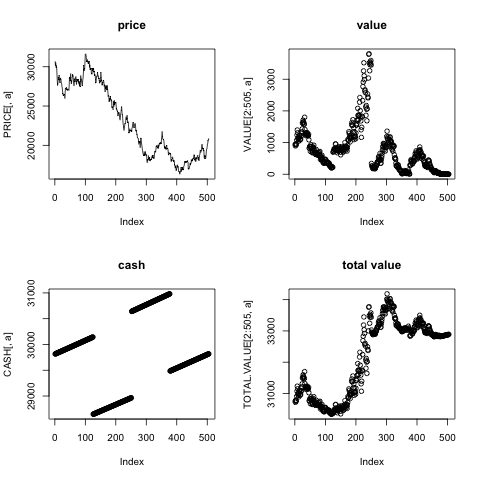 price
PRICE[, a]
30000
25000
20000
0 100 200 300 400 500
Index
value
VALUE[2:505, a]
3000
2000
1000
0
0 100 200 300 400 500
Index
cash
CASH[, a]
31000
30000
29000
0 100 200 300 400 500
Index
total value
TOTAL.VALUE[2:505, a]
33000
31000
0 100 200 300 400 500
Index